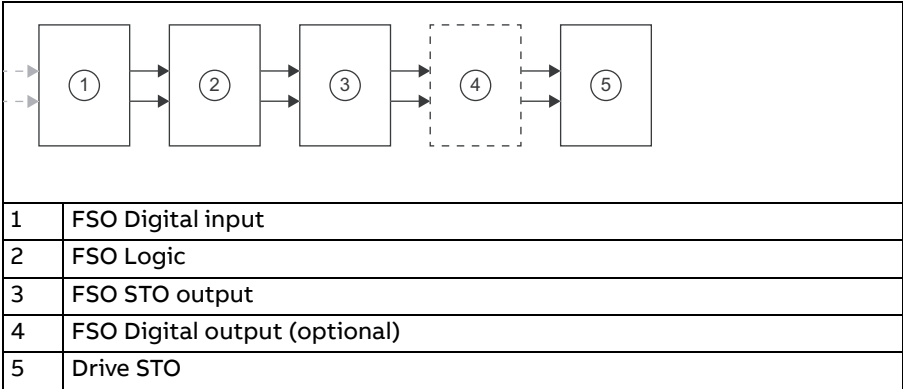 1 2 3 4 5
1 FSO Digital input
2 FSO Logic
3 FSO STO output
4 FSO Digital output (optional)
5 Drive STO